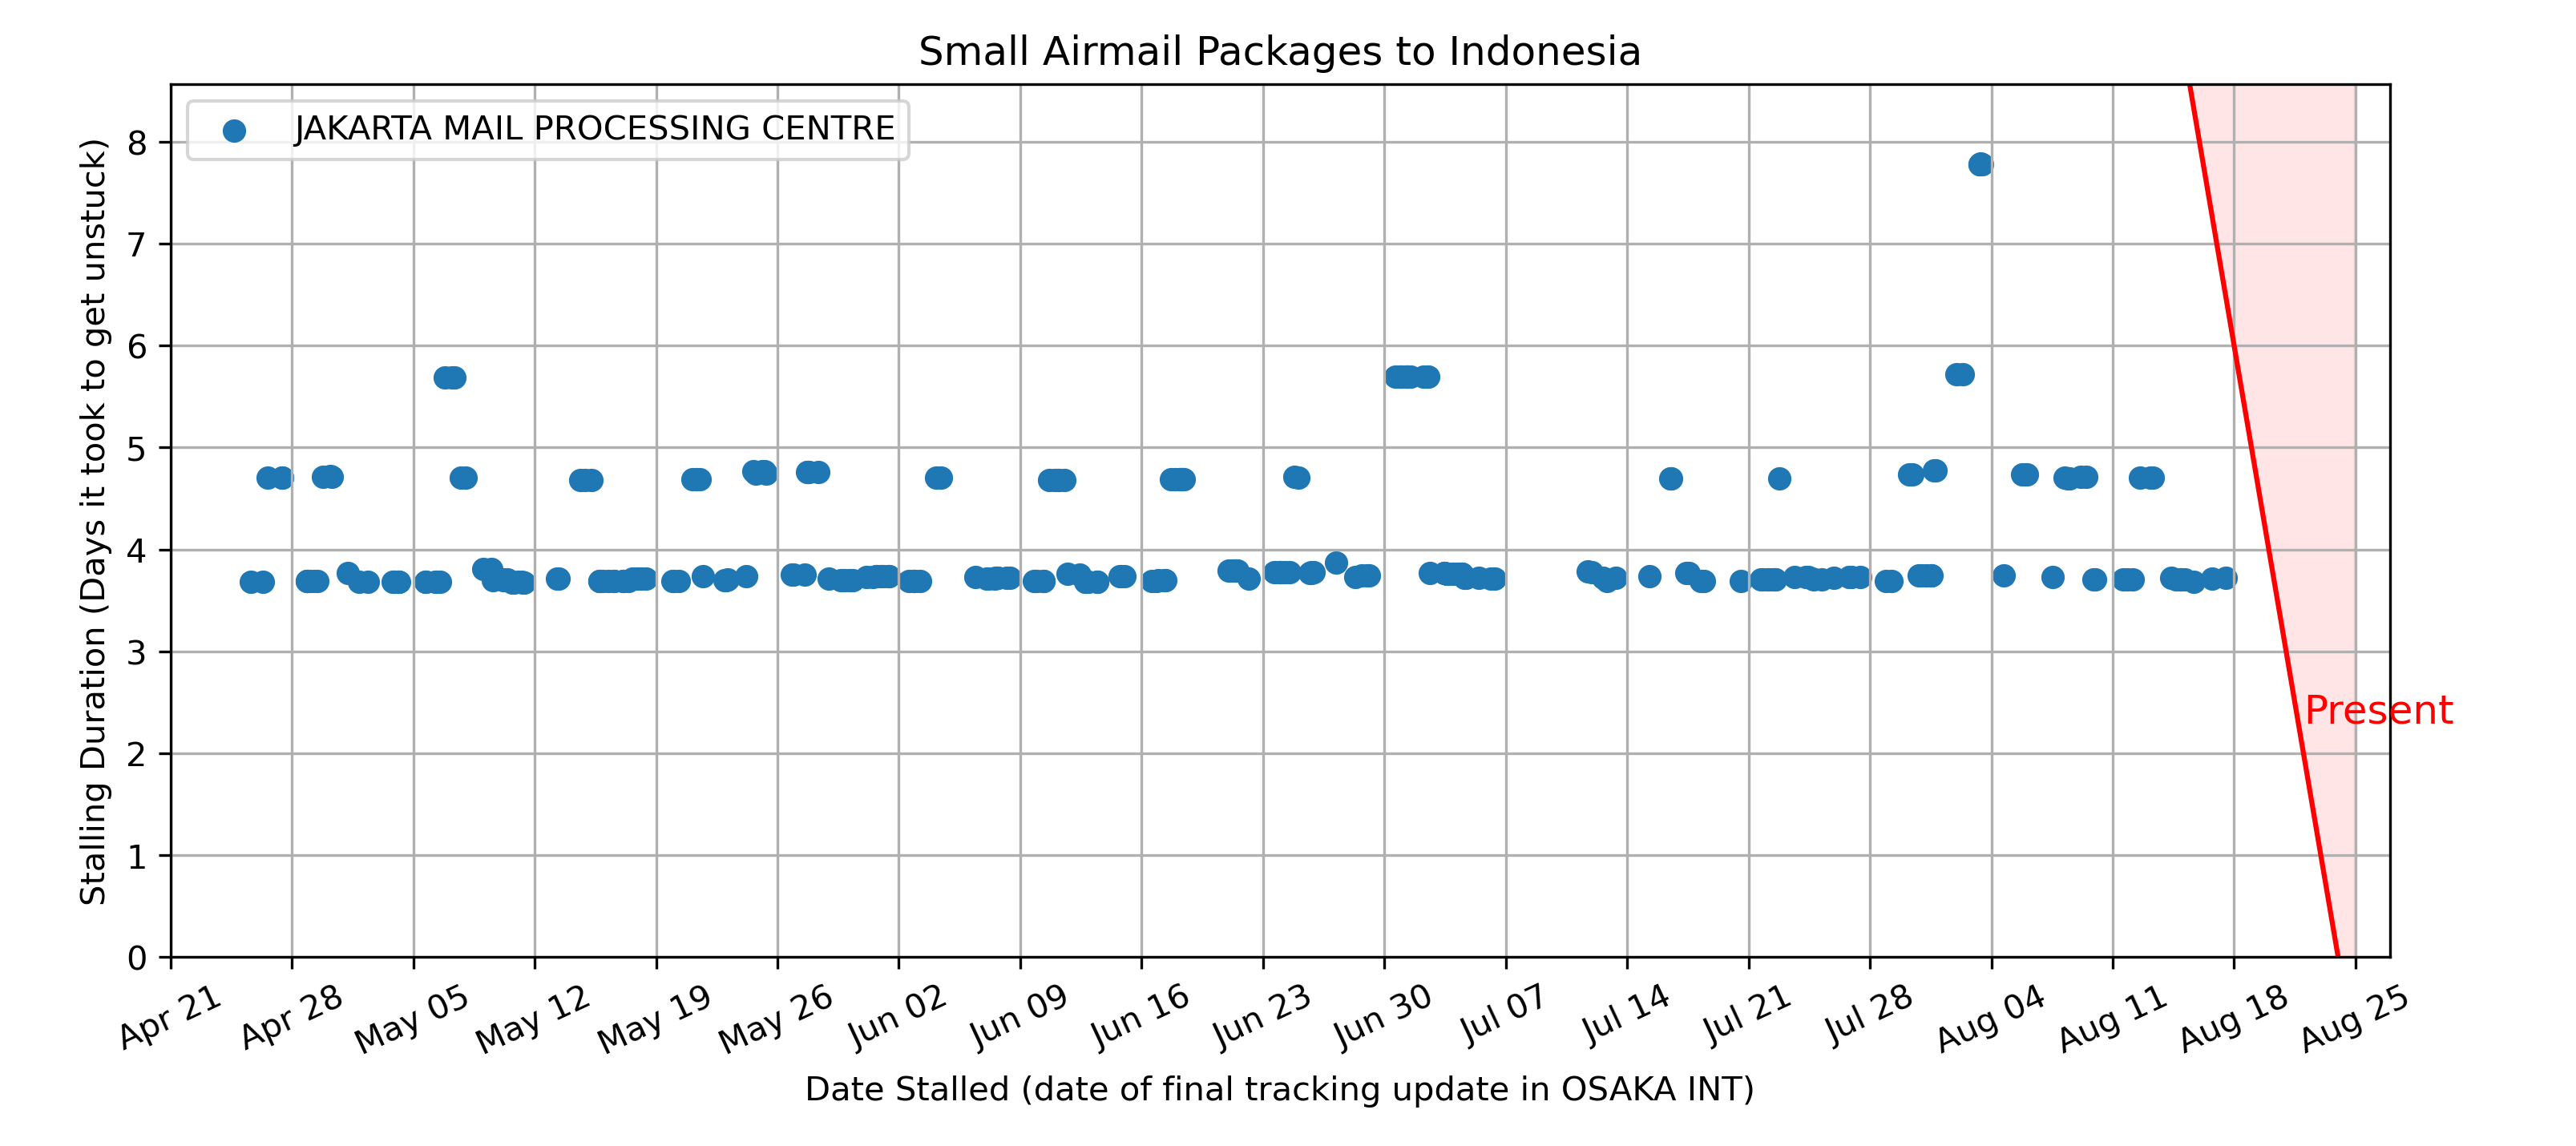 Small Airmail Packages to Indonesia
JAKARTA MAIL PROCESSING CENTRE
Stalling Duration (Days it took to get unstuck)
8
7
6
5
4
3
2
1
0
Present
Apr 21
Apr 28
May 05
May 12
May 19
May 26
Jun 02
Jun 09
Jun 16
Jun 23
Jun 30
Jul 07
Jul 14
Jul 21
Jul 28
Aug 04
Aug 11
Aug 18
Aug 25
Date Stalled (date of final tracking update in OSAKA INT)